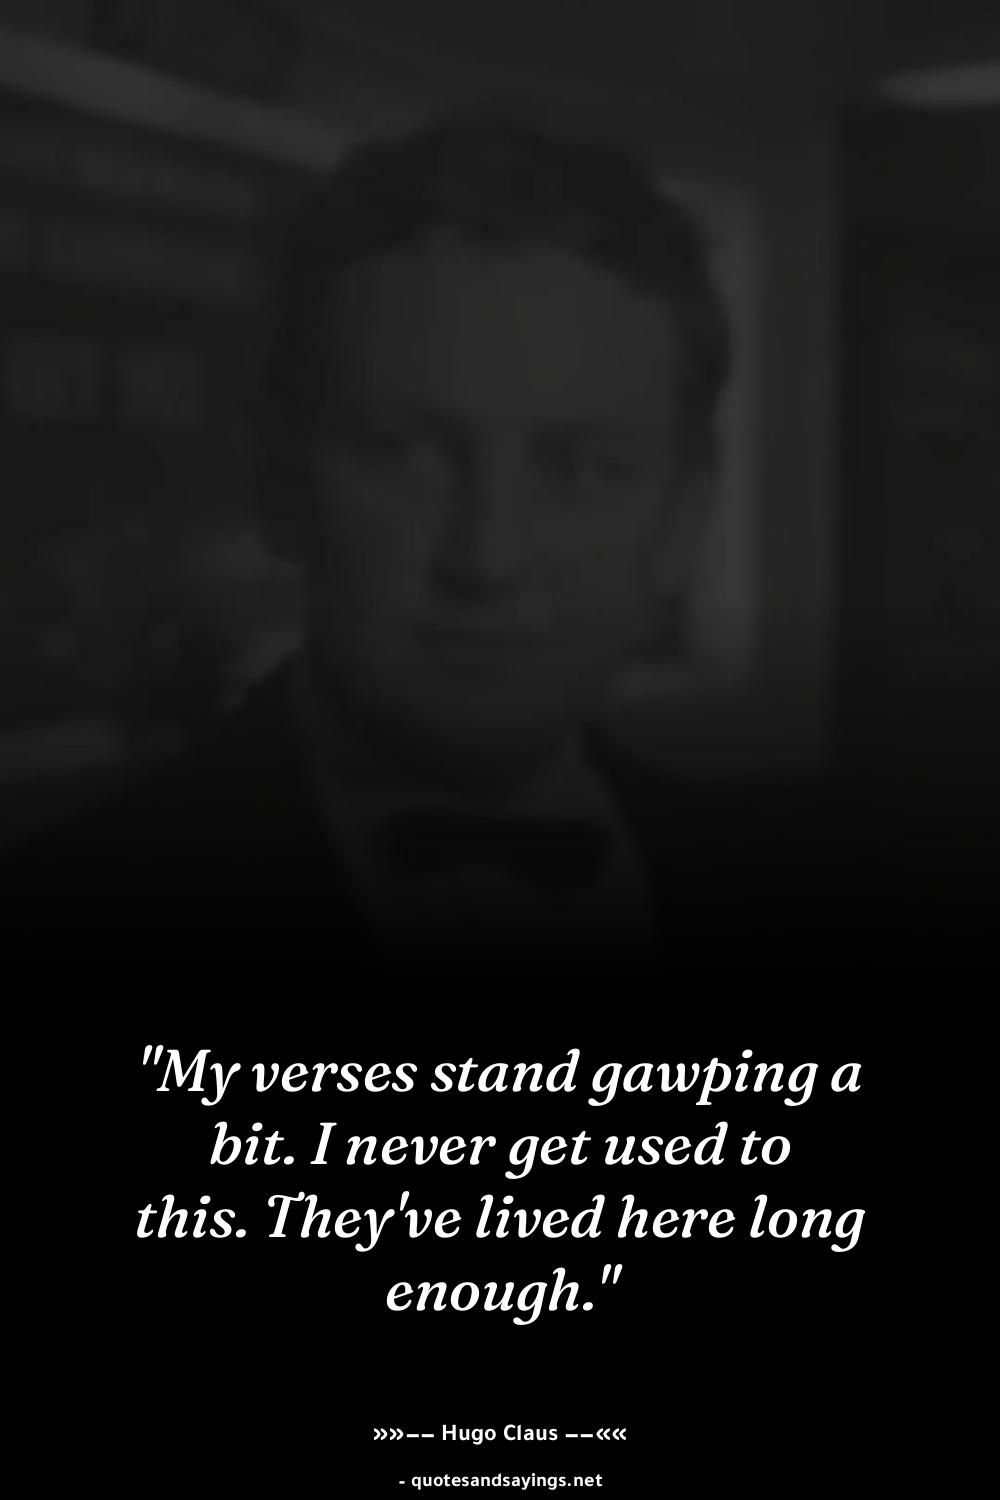 "My verses stand gawping a
bit. I never get used to
this. They've lived here long
enough."
»»–– Hugo Claus ––««
- quotesandsayings.net